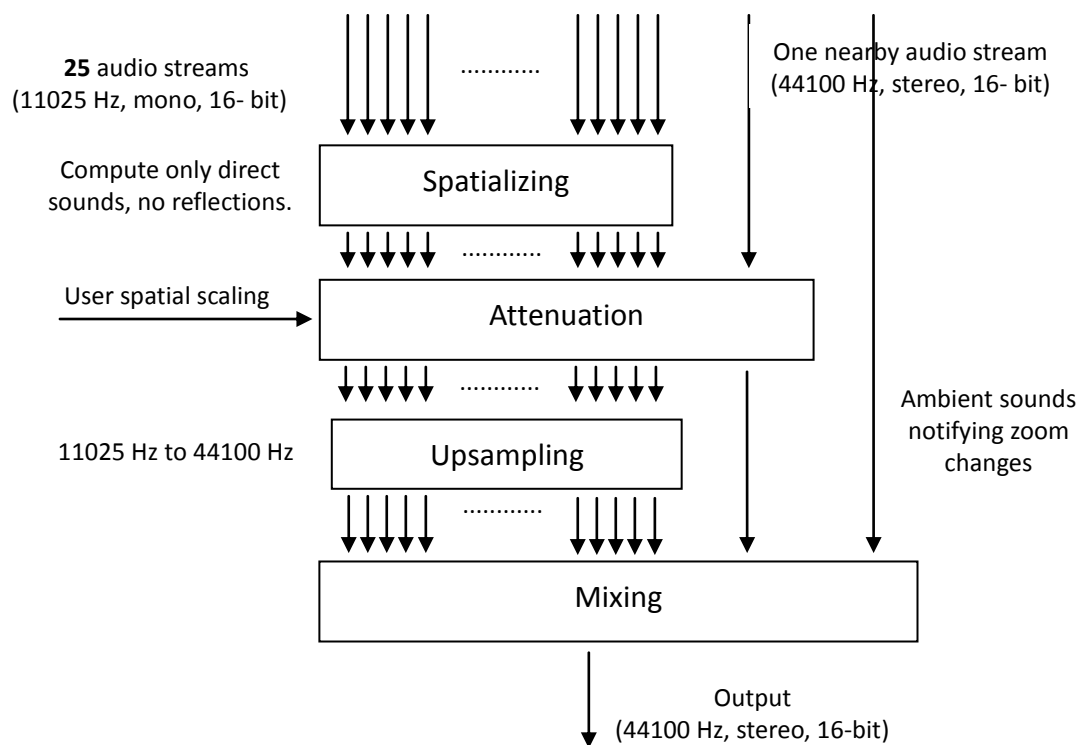 25 audio streams
(11025 Hz, mono, 16- bit)
............
One nearby audio stream
(44100 Hz, stereo, 16- bit)
Compute only direct
sounds, no reflections.
Spatializing
............
User spatial scaling
Attenuation
............
Ambient sounds
notifying zoom
changes
11025 Hz to 44100 Hz
Upsampling
............
Mixing
Output
(44100 Hz, stereo, 16-bit)